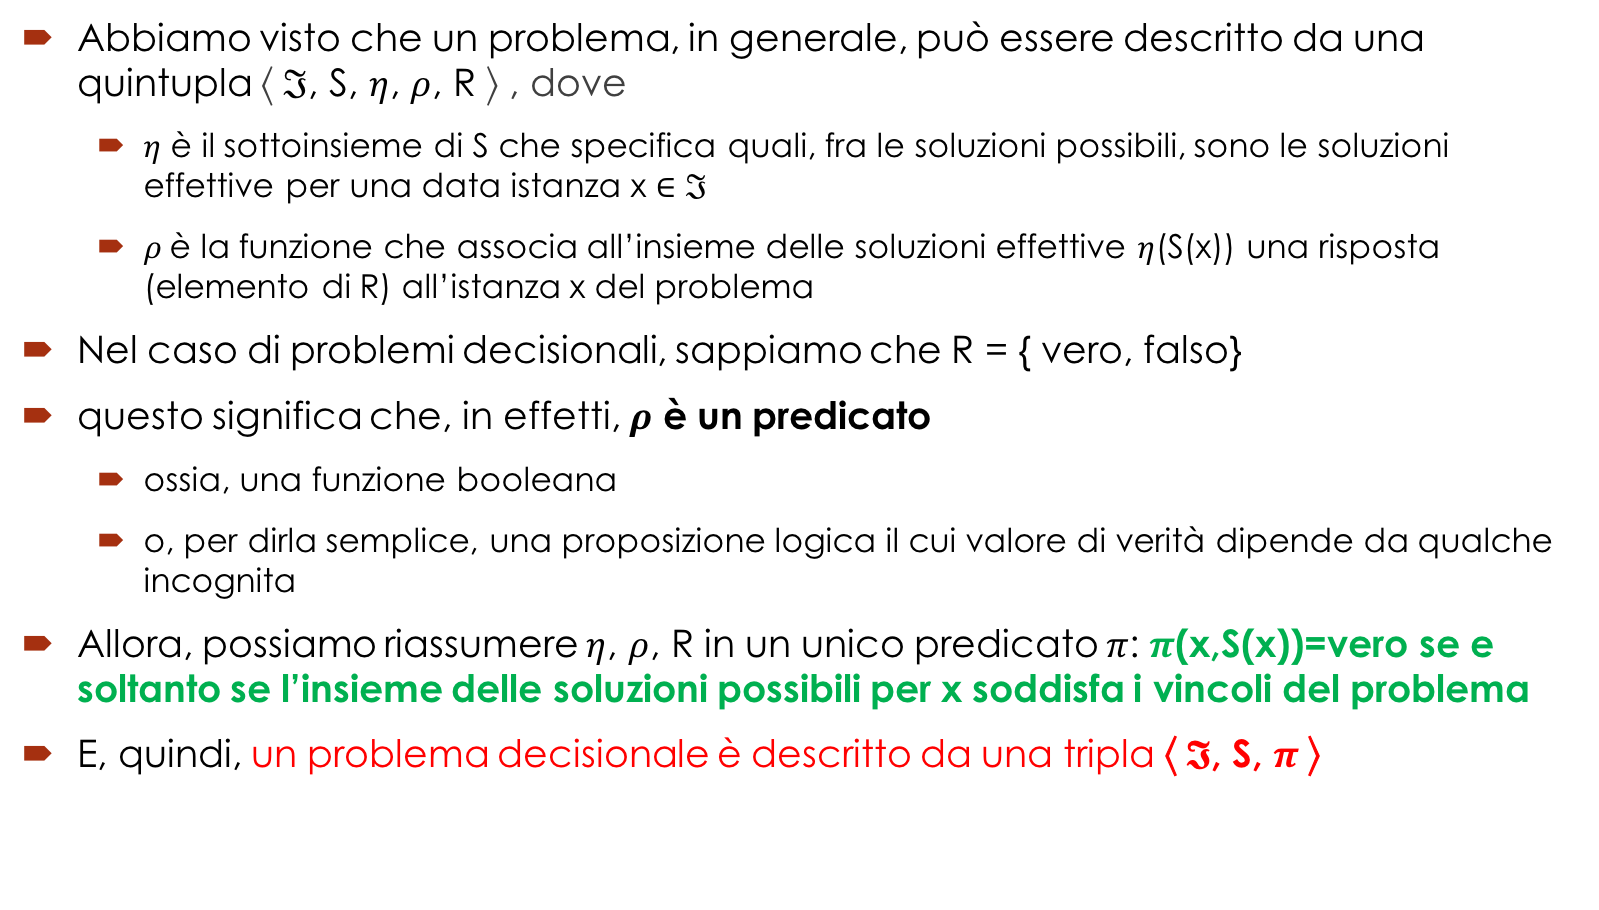 Abbiamo visto che un problema, in generale, può essere descritto da una
quintupla ⟨ ℑ, S, η, ρ, R ⟩ , dove
η è il sottoinsieme di S che specifica quali, fra le soluzioni possibili, sono le soluzioni
effettive per una data istanza x ∈ ℑ
ρ è la funzione che associa all’insieme delle soluzioni effettive η(S(x)) una risposta
(elemento di R) all’istanza x del problema
Nel caso di problemi decisionali, sappiamo che R = { vero, falso}
questo significa che, in effetti, ρ è un predicato
ossia, una funzione booleana
o, per dirla semplice, una proposizione logica il cui valore di verità dipende da qualche
incognita
Allora, possiamo riassumere η, ρ, R in un unico predicato π: π(x,S(x))=vero se e
soltanto se l’insieme delle soluzioni possibili per x soddisfa i vincoli del problema
E, quindi, un problema decisionale è descritto da una tripla ⟨ ℑ, S, π ⟩